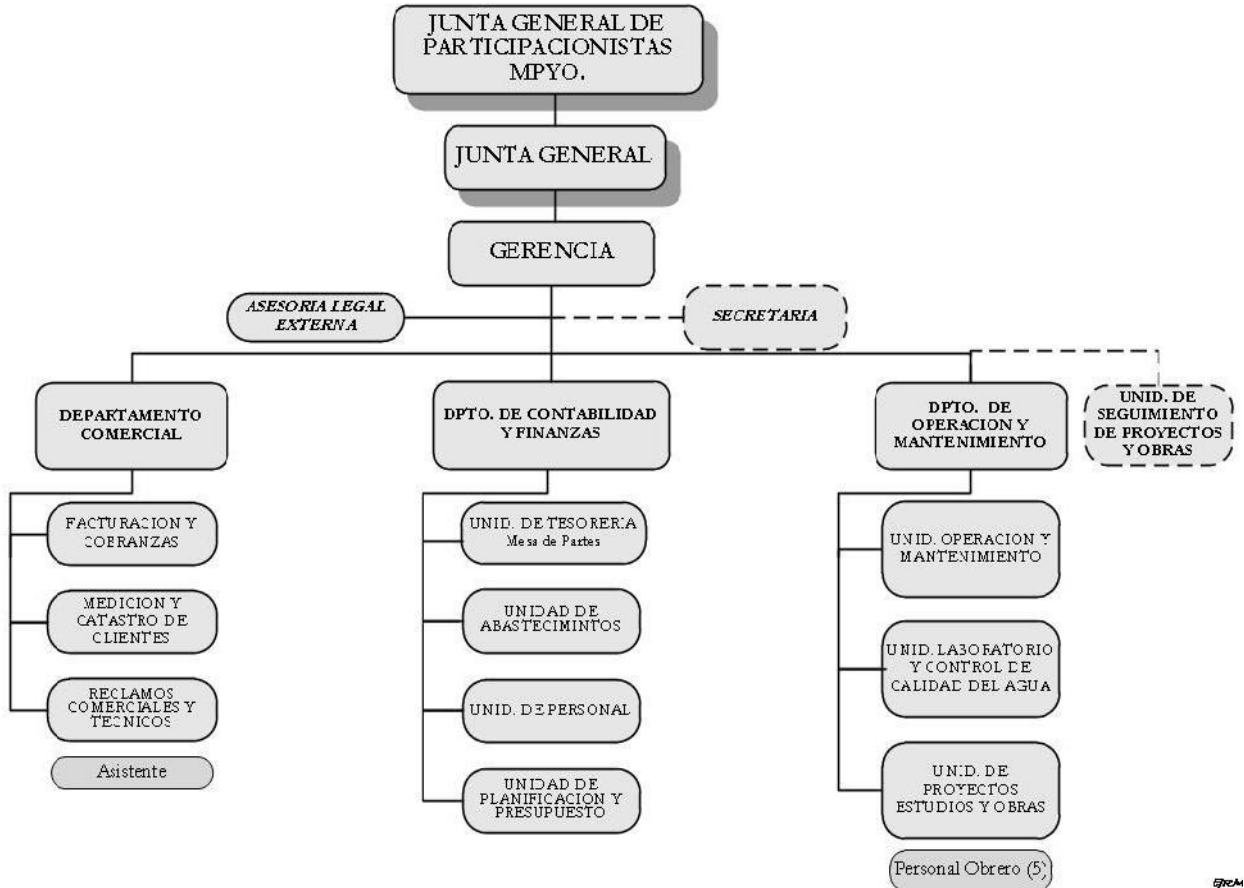 JUNTA GENERAL DE
PARTICIPACIONISTAS
MPYO.
JUNTA GENERAL
GERENCIA
ASESORIA LEGAL
EXTERNA
SECRETARIA
DEPARTAMENTO
COMERCIAL
DPTO. DE CONTABILIDAD
Y FINANZAS
DPTO. DE
OPERACION Y
MANTENIMIENTO
UNID. DE
SEGUIMIENTO
DE PROYECTOS
Y OBRAS
FACTURACION Y
COBRANZAS
MEDICION Y
CATASTRO DE
CLIENTES
RECLAMOS
COMERCIALES Y
TECNICOS
Asistente
UNID. DE TESORERIA
Mesa de Partes
UNIDAD DE
ABASTECIMINTOS
UNID. DE PERSONAL
UNIDAD DE
PLANIFICACION Y
PRESUPUESTO
UNID. OPERACION Y
MANTENIMIENTO
UNID. LABORATORIO
Y CONTROL DE
CALIDAD DEL AGUA
UNID. DE
PROYECTOS
ESTUDIOS Y OBRAS
Personal Obrero (5)